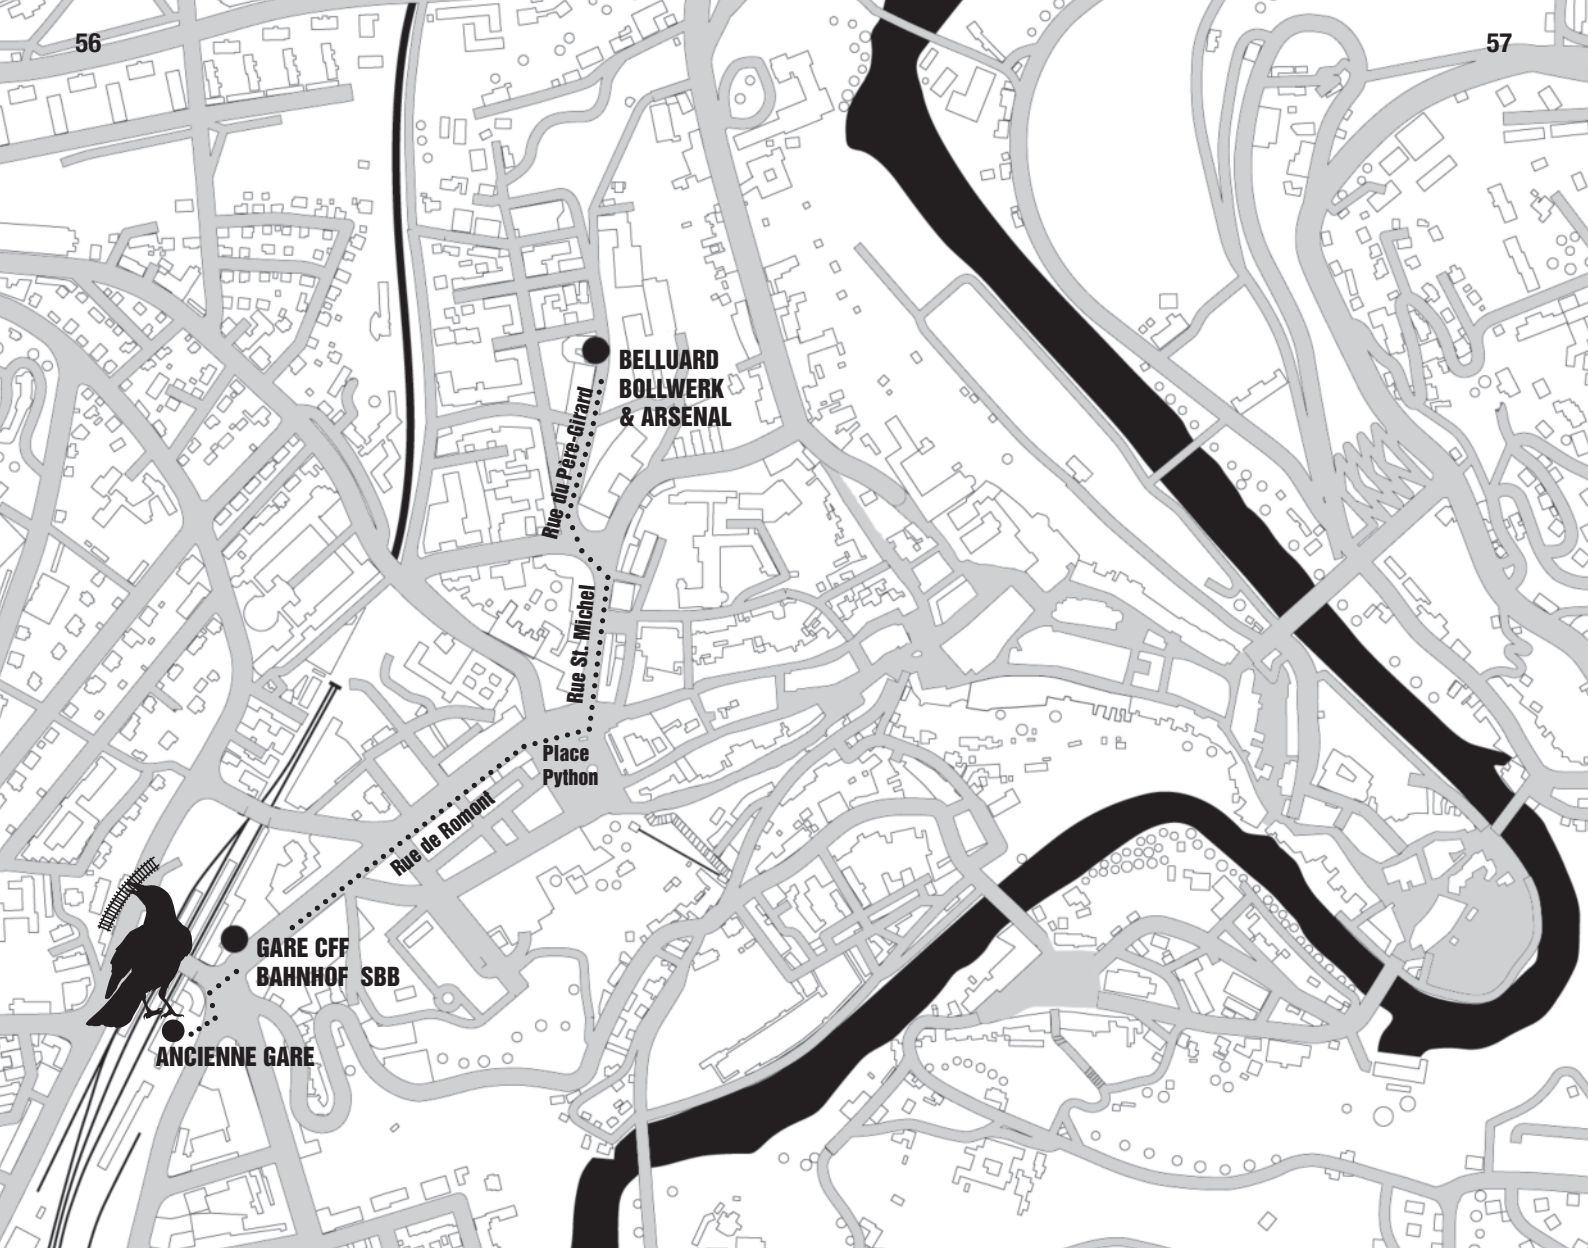 56
57
BELLUARD
BOLLWERK
& ARSENAL
Rue du Père-Girard
Rue St. Michel
Place
Python
Rue de Romont
GARE CFF
BAHNHOF SBB
ANCIENNE GARE